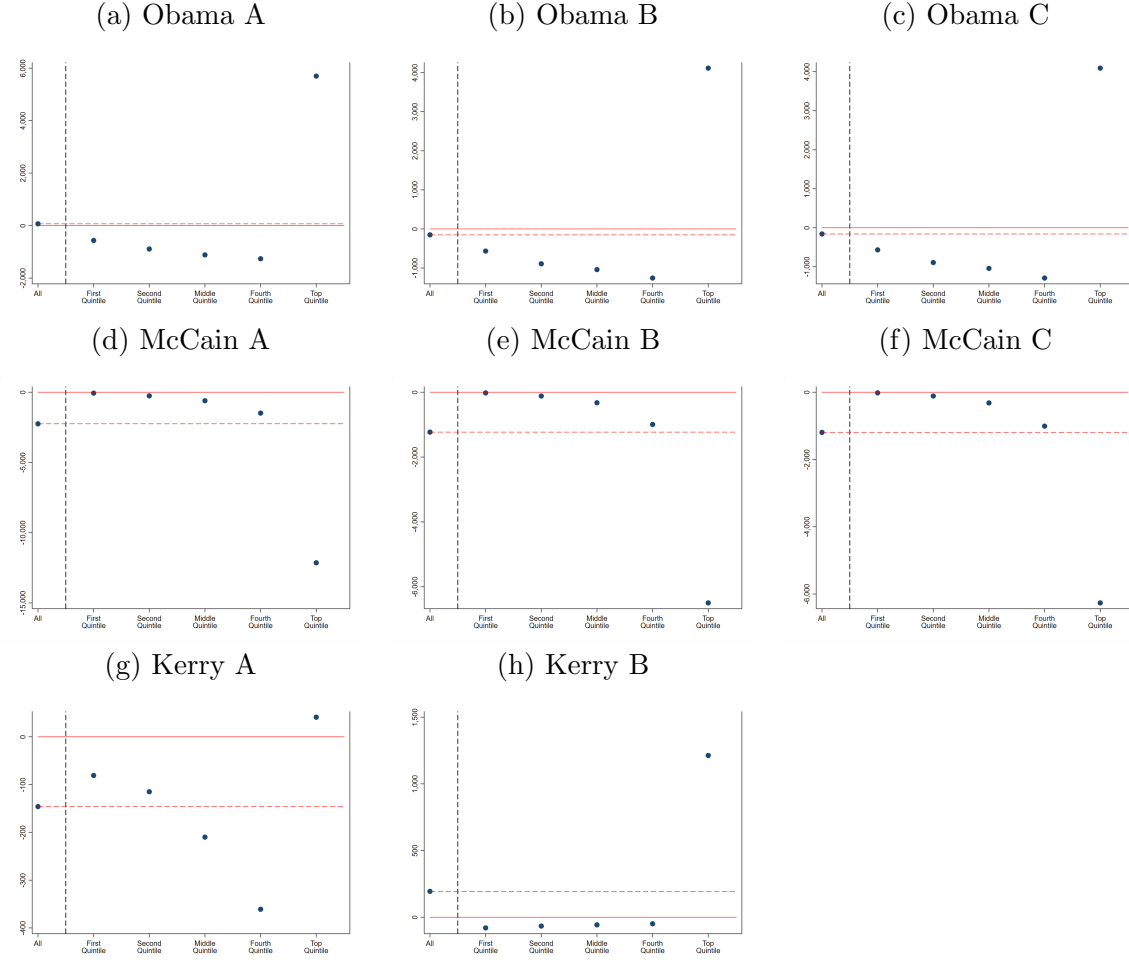 (a) Obama A
(b) Obama B
(c) Obama C
6,000
4,000
2,000
0
-2,000
All
First
Quintile
Second
Quintile
Middle
Quintile
Fourth
Quintile
Top
Quintile
4,000
3,000
2,000
1,000
0
-1,000
All
First
Quintile
Second
Quintile
Middle
Quintile
Fourth
Quintile
Top
Quintile
4,000
3,000
2,000
1,000
0
-1,000
All
First
Quintile
Second
Quintile
Middle
Quintile
Fourth
Quintile
Top
Quintile
(d) McCain A
(e) McCain B
(f) McCain C
0
-5,000
-10,000
-15,000
All
First
Quintile
Second
Quintile
Middle
Quintile
Fourth
Quintile
Top
Quintile
0
-2,000
-4,000
-6,000
All
First
Quintile
Second
Quintile
Middle
Quintile
Fourth
Quintile
Top
Quintile
0
-2,000
-4,000
-6,000
All
First
Quintile
Second
Quintile
Middle
Quintile
Fourth
Quintile
Top
Quintile
(g) Kerry A
(h) Kerry B
0
-100
-200
-300
-400
All
First
Quintile
Second
Quintile
Middle
Quintile
Fourth
Quintile
Top
Quintile
1,500
1,000
500
0
All
First
Quintile
Second
Quintile
Middle
Quintile
Fourth
Quintile
Top
Quintile